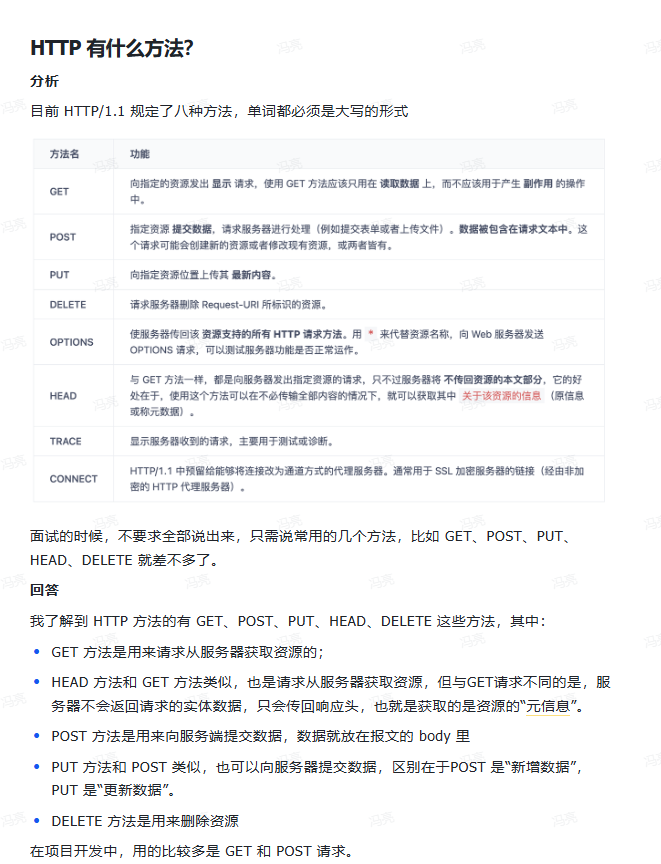 HTTP 有什么方法？
分析
目前 HTTP/1.1 规定了八种方法，单词都必须是大写的形式
方法名 功能
GET 向指定的资源发出 显示 请求，使用 GET 方法应该只用在 读取数据 上，而不应该用于产生 副作用 的操作
中。
POST 指定资源 提交数据，请求服务器进行处理（例如提交表单或者上传文件）。数据被包含在请求文本中。这
个请求可能会创建新的资源或者修改现有资源，或两者皆有。
PUT 向指定资源位置上传其 最新内容。
DELETE 请求服务器删除 Request-URI 所标识的资源。
OPTIONS 使服务器传回该 资源支持的所有 HTTP 请求方法。用 * 来代替资源名称，向 Web 服务器发送
OPTIONS 请求，可以测试服务器功能是否正常运作。
HEAD 与 GET 方法一样，都是向服务器发出指定资源的请求，只不过服务器将 不传回资源的本文部分，它的好
处在于，使用这个方法可以在不必传输全部内容的情况下，就可以获取其中 关于该资源的信息 （原信息
或称元数据）。
TRACE 显示服务器收到的请求，主要用于测试或诊断。
CONNECT HTTP/1.1 中预留给能够将连接改为通道方式的代理服务器。通常用于 SSL 加密服务器的链接（经由非加
密的 HTTP 代理服务器）。
面试的时候，不要求全部说出来，只需说常用的几个方法，比如 GET、POST、PUT、
HEAD、DELETE 就差不多了。
回答
我了解到 HTTP 方法的有 GET、POST、PUT、HEAD、DELETE 这些方法，其中：
• GET 方法是用来请求从服务器获取资源的；
• HEAD 方法和 GET 方法类似，也是请求从服务器获取资源，但与GET请求不同的是，服
务器不会返回请求的实体数据，只会传回响应头，也就是获取的是资源的“元信息”。
• POST 方法是用来向服务端提交数据，数据就放在报文的 body 里
• PUT 方法和 POST 类似，也可以向服务器提交数据，区别在于POST 是“新增数据”，
PUT 是“更新数据”。
• DELETE 方法是用来删除资源
在项目开发中，用的比较多是 GET 和 POST 请求。
冯亮